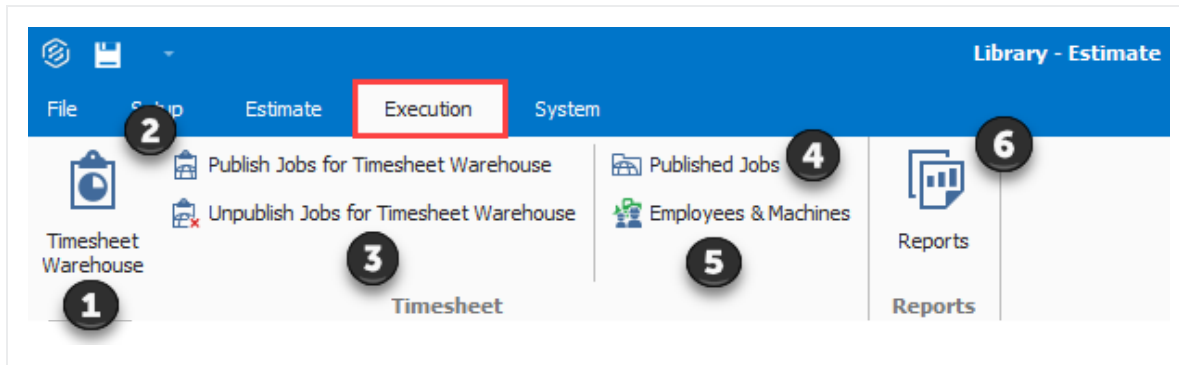 Library - Estimate
File Setup Estimate Execution System
2 4 6
Publish Jobs for Timesheet Warehouse Published Jobs
Unpublish Jobs for Timesheet Warehouse Employees & Machines
Timesheet
Warehouse
Reports
3 5
1
Timesheet Reports